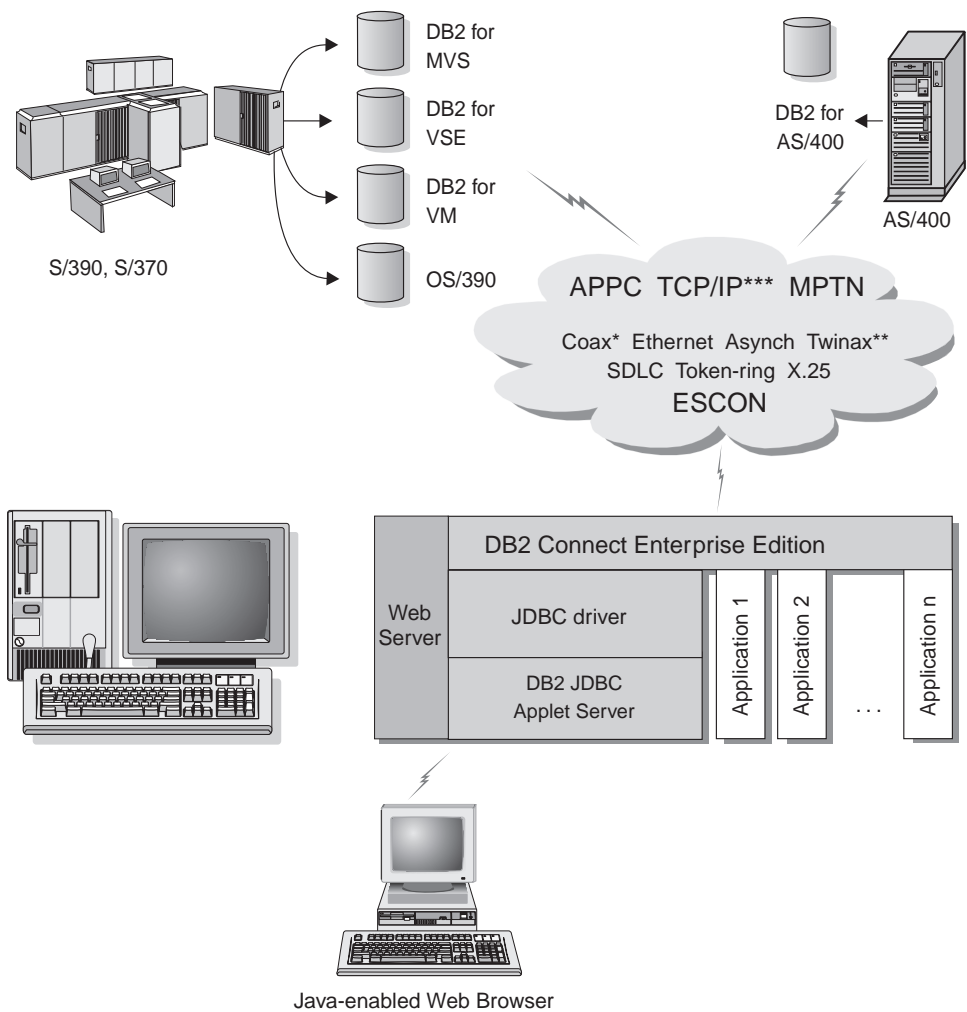 DB2 for
MVS
DB2 for
VSE
DB2 for
VM
OS/390
S/390, S/370
DB2 for
AS/400
AS/400
APPC TCP/IP*** MPTN
Coax* Ethernet Asynch Twinax**
SDLC Token-ring X.25
ESCON
DB2 Connect Enterprise Edition
Web
Server
JDBC driver
DB2 JDBC
Applet Server
Application 1
Application 2
. . .
Application n
Java-enabled Web Browser